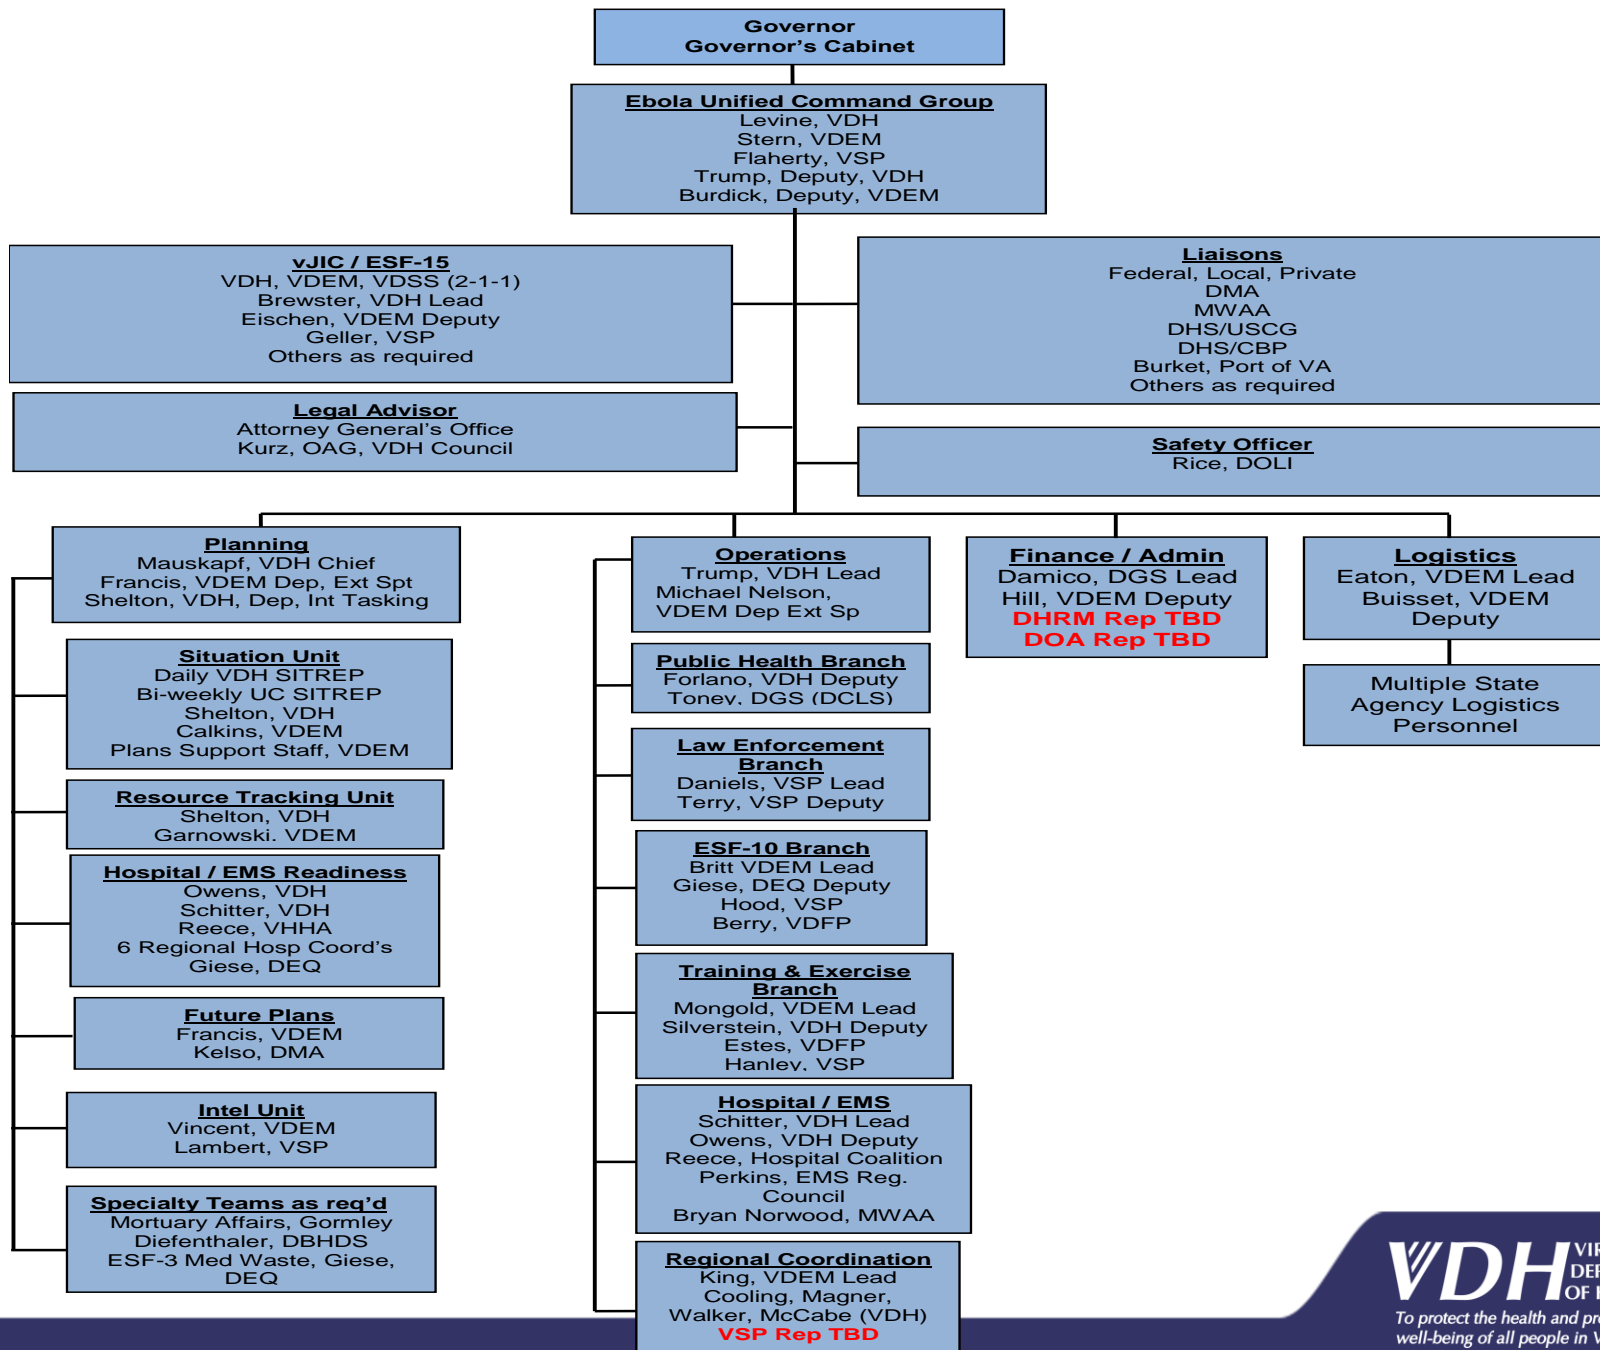 Governor
Governor's Cabinet
Ebola Unified Command Group
Levine, VDH
Stern, VDEM
Flaherty, VSP
Trump, Deputy, VDH
Burdick, Deputy, VDEM
vJIC / ESF-15
VDH, VDEM, VDSS (2-1-1)
Brewster, VDH Lead
Eischen, VDEM Deputy
Geller, VSP
Others as required
Liaisons
Federal, Local, Private
DMA
MWAA
DHS/USCG
DHS/CBP
Burket, Port of VA
Others as required
Legal Advisor
Attorney General's Office
Kurz, OAG, VDH Council
Safety Officer
Rice, DOLI
Planning
Mauskapf, VDH Chief
Francis, VDEM Dep, Ext Spt
Shelton, VDH, Dep, Int Tasking
Situation Unit
Daily VDH SITREP
Bi-weekly UC SITREP
Shelton, VDH
Calkins, VDEM
Plans Support Staff, VDEM
Resource Tracking Unit
Shelton, VDH
Garnowski. VDEM
Hospital / EMS Readiness
Owens, VDH
Schitter, VDH
Reece, VHHA
6 Regional Hosp Coord's
Giese, DEQ
Future Plans
Francis, VDEM
Kelso, DMA
Intel Unit
Vincent, VDEM
Lambert, VSP
Specialty Teams as req'd
Mortuary Affairs, Gormley
Diefenthaler, DBHDS
ESF-3 Med Waste, Giese,
DEQ
Operations
Trump, VDH Lead
Michael Nelson,
VDEM Dep Ext Sp
Public Health Branch
Forlano, VDH Deputy
Toney, DGS (DCLS)
Law Enforcement
Branch
Daniels, VSP Lead
Terry, VSP Deputy
ESF-10 Branch
Britt VDEM Lead
Giese, DEQ Deputy
Hood, VSP
Berry, VDFP
Training & Exercise
Branch
Mongold, VDEM Lead
Silverstein, VDH Deputy
Estes, VDFP
Hanley, VSP
Hospital / EMS
Schitter, VDH Lead
Owens, VDH Deputy
Reece, Hospital Coalition
Perkins, EMS Reg.
Council
Bryan Norwood, MWAA
Regional Coordination
King, VDEM Lead
Cooling, Magner,
Walker, McCabe (VDH)
VSP Rep TBD
Finance / Admin
Damico, DGS Lead
Hill, VDEM Deputy
DHRM Rep TBD
DOA Rep TBD
Logistics
Eaton, VDEM Lead
Buisset, VDEM
Deputy
Multiple State
Agency Logistics
Personnel
VDH
OF
To protect the health and
well-being of all people in